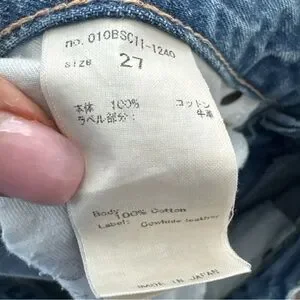 no. 010BSC11-1240
SIZE 27
本体 100% コットン
ラベル部分: 牛革
Body:
100% Cotton
Label: Cowhide leather
MADE IN JAPAN